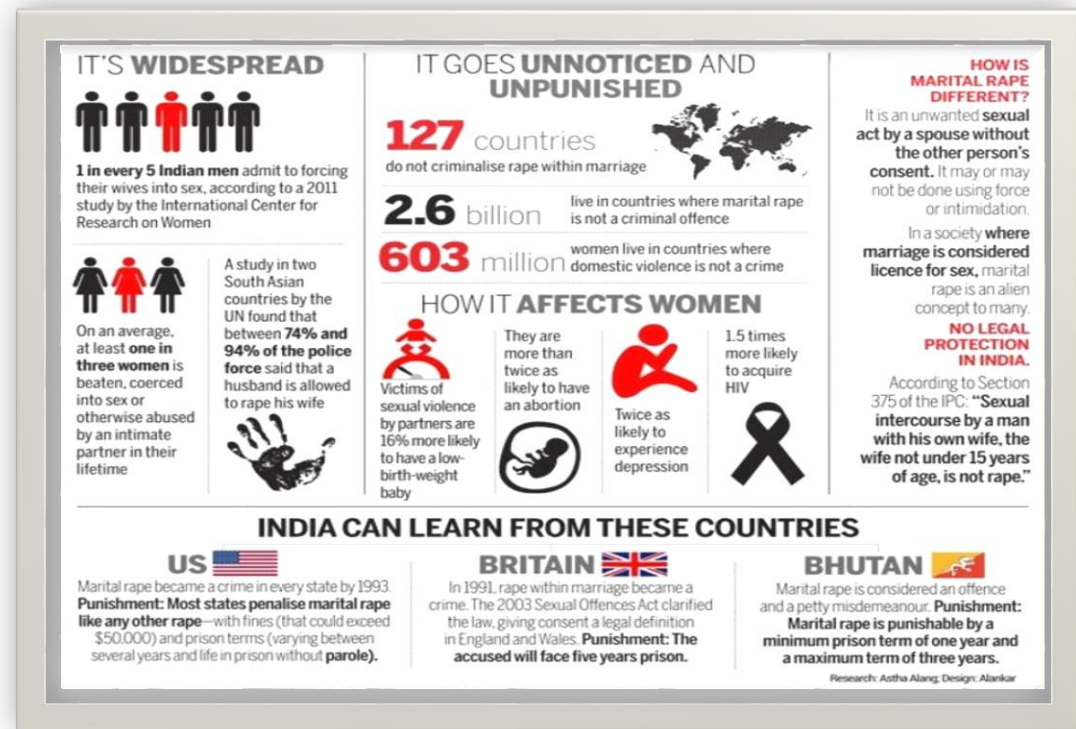 IT'S WIDESPREAD
1 in every 5 Indian men admit to forcing
their wives into sex, according to a 2011
study by the International Center for
Research on Women
On an average,
at least one in
three women is
beaten, coerced
into sex or
otherwise abused
by an intimate
partner in their
lifetime
A study in two
South Asian
countries by the
UN found that
between 74% and
94% of the police
force said that a
husband is allowed
to rape his wife
IT GOES UNNOTICED AND
UNPUNISHED
127 countries
do not criminalise rape within marriage
2.6 billion live in countries where marital rape
is not a criminal offence
603 million women live in countries where
domestic violence is not a crime
HOW IT AFFECTS WOMEN
Victims of
sexual violence
by partners are
16% more likely
to have a low-
birth-weight
baby
They are
more than
twice as
likely to have
an abortion
Twice as
likely to
experience
depression
1.5 times
more likely
to acquire
HIV
HOW IS
MARITAL RAPE
DIFFERENT?
It is an unwanted sexual
act by a spouse without
the other person's
consent. It may or may
not be done using force
or intimidation.
In a society where
marriage is considered
licence for sex, marital
rape is an alien
concept to many.
NO LEGAL
PROTECTION
IN INDIA.
According to Section
375 of the IPC: “Sexual
intercourse by a man
with his own wife, the
wife not under 15 years
of age, is not rape.”
INDIA CAN LEARN FROM THESE COUNTRIES
US
Marital rape became a crime in every state by 1993.
Punishment: Most states penalise marital rape
like any other rape—with fines (that could exceed
$50,000) and prison terms (varying between
several years and life in prison without parole).
BRITAIN
In 1991, rape within marriage became a
crime. The 2003 Sexual Offences Act clarified
the law, giving consent a legal definition
in England and Wales. Punishment: The
accused will face five years prison.
BHUTAN
Marital rape is considered an offence
and a petty misdemeanour. Punishment:
Marital rape is punishable by a
minimum prison term of one year and
a maximum term of three years.
Research: Astha Alang; Design: Alankar